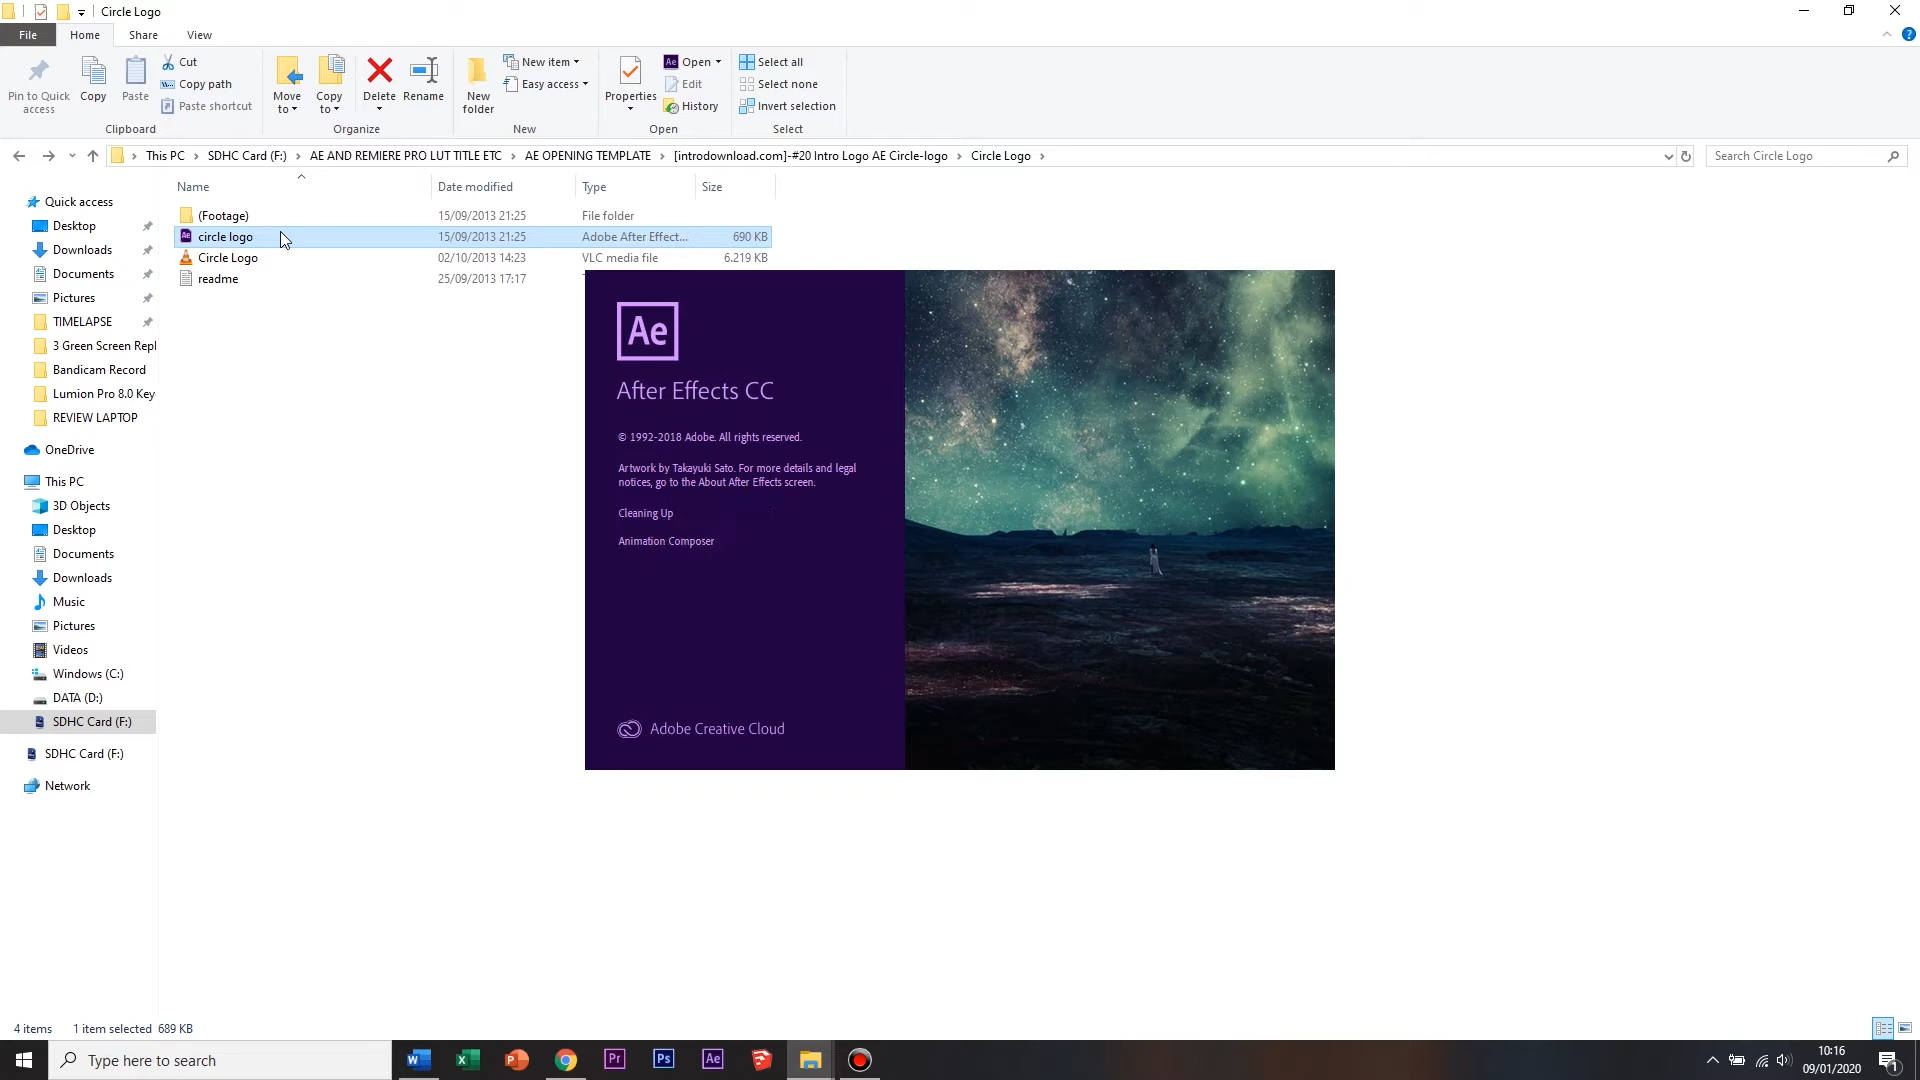 Circle Logo
File
Home
Share
View
Pin to Quick access
Copy
Paste
Cut
Copy path
Paste shortcut
Clipboard
Move to
Copy to
Delete
Rename
Organize
New folder
New item
Easy access
New
Properties
Ae Open
Edit
History
Open
Select all
Select none
Invert selection
Select
This PC
SDHC Card (F:)
AE AND REMIERE PRO LUT TITLE ETC
AE OPENING TEMPLATE
[introdownload.com]-#20 Intro Logo AE Circle-logo
Circle Logo
Search Circle Logo
Name
Date modified
Type
Size
(Footage)
15/09/2013 21:25
File folder
circle logo
15/09/2013 21:25
Adobe After Effect...
690 KB
Circle Logo
02/10/2013 14:23
VLC media file
6.219 KB
readme
25/09/2013 17:17
Quick access
Desktop
Downloads
Documents
Pictures
TIMELAPSE
3 Green Screen Repl
Bandicam Record
Lumion Pro 8.0 Key
REVIEW LAPTOP
OneDrive
This PC
3D Objects
Desktop
Documents
Downloads
Music
Pictures
Videos
Windows (C:)
DATA (D:)
SDHC Card (F:)
SDHC Card (F:)
Network
Ae
After Effects CC
© 1992-2018 Adobe. All rights reserved.
Artwork by Takayuki Sato. For more details and legal
notices, go to the About After Effects screen.
Cleaning Up
Animation Composer
Adobe Creative Cloud
4 items
1 item selected 689 KB
Type here to search
Pr
Ps
Ae
10:16
09/01/2020
1